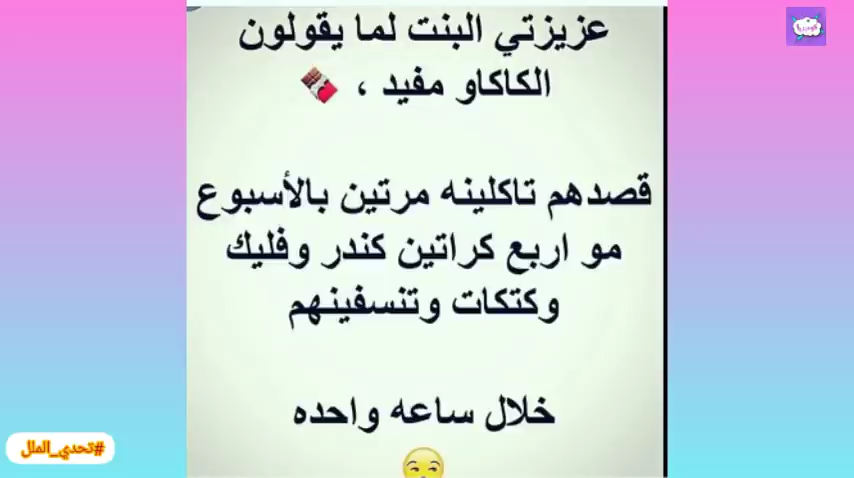 عزيزتي البنت لما يقولون
الكاكاو مفيد ، 🍫
قصدهم تاكلينه مرتين بالأسبوع
مو اربع كراتين كندر وفليك
وكتكات وتنسفينهم
خلال ساعه واحده
😒
#تحدي_الملل